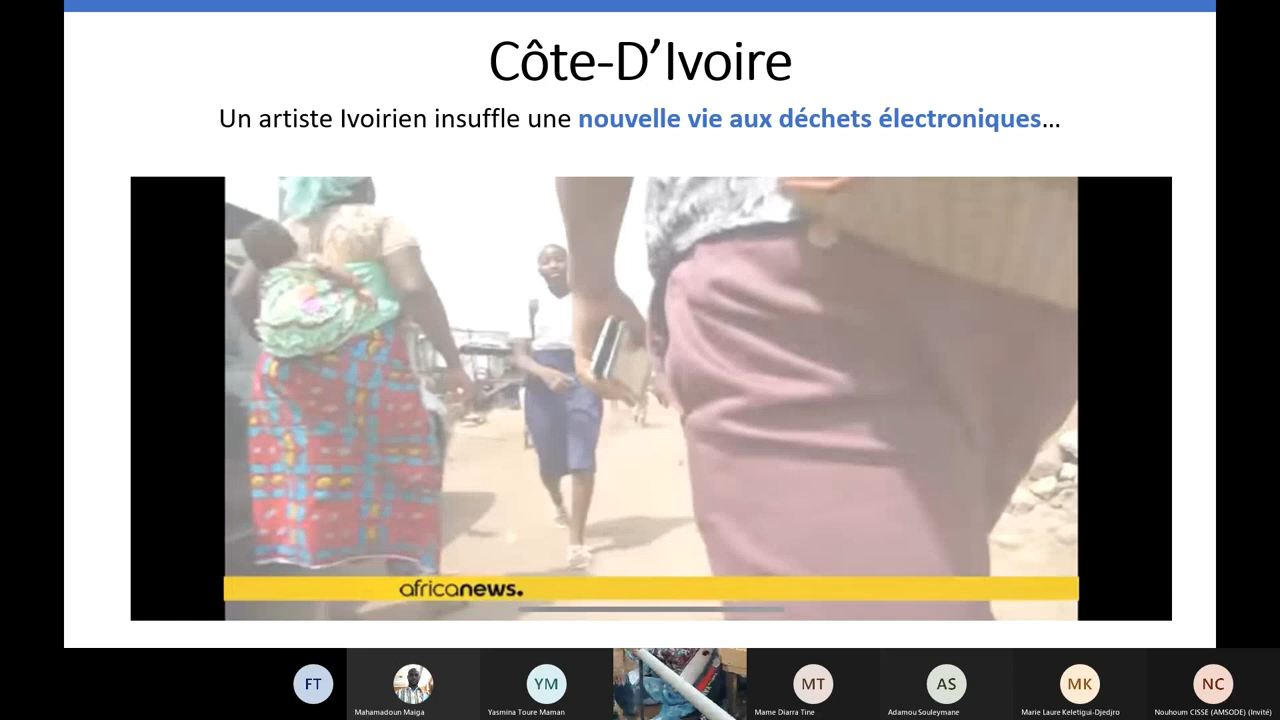 Côte-D’Ivoire
Un artiste Ivoirien insuffle une nouvelle vie aux déchets électroniques...
africanews.
FT
YM
MT
AS
MK
NC
Mahamadoun Maiga
Yasmina Toure Maman
Mame Diarra Tine
Adamou Souleymane
Marie Laure Keletigui-Djedjro
Nouhoum CISSE (AMSODE) (Invité)